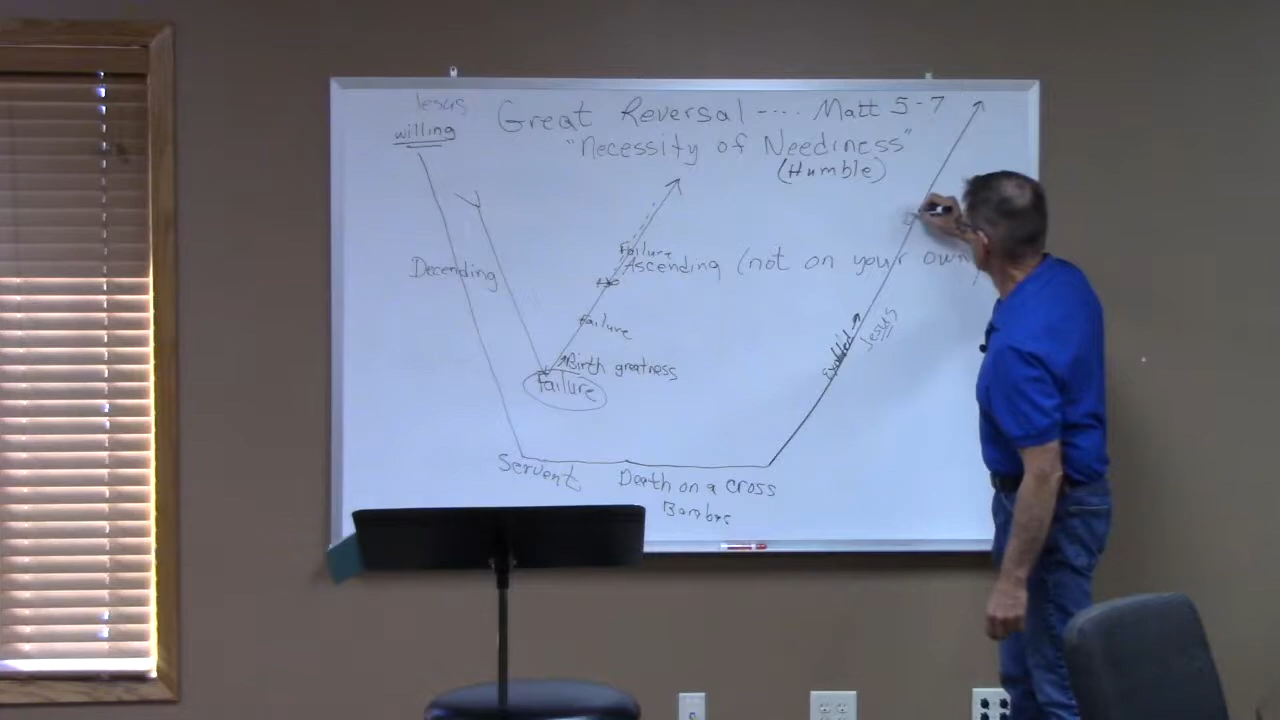 Jesus
willing
Great Reversal ---- Matt 5-7
"Necessity of Neediness"
(Humble)
Decending
Failure
Ascending (not on your own
Failure
Birth greatness
Failure
Exalted
Jesus
Servent
Death on a cross